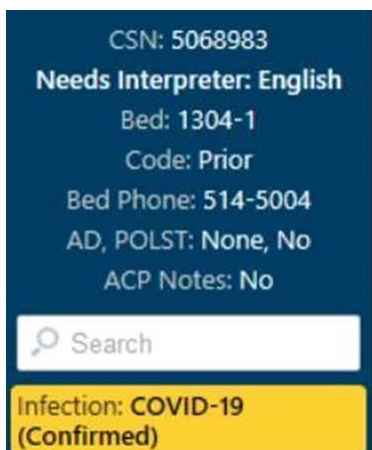 CSN: 5068983
Needs Interpreter: English
Bed: 1304-1
Code: Prior
Bed Phone: 514-5004
AD, POLST: None, No
ACP Notes: No
Search
Infection: COVID-19
(Confirmed)